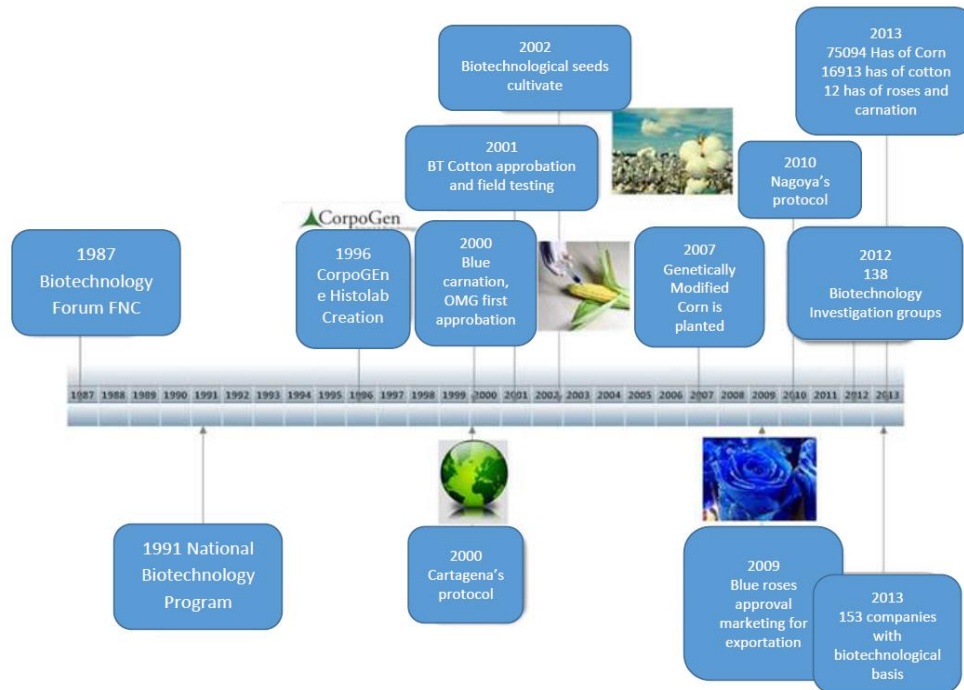 2002
Biotechnological seeds
cultivate
2013
75094 Has of Corn
16913 has of cotton
12 has of roses and
carnation
2001
BT Cotton approbation
and field testing
2010
Nagoya's
protocol
CorpoGen
1987
Biotechnology
Forum FNC
1996
CorpoGEn
e Histolab
Creation
2000
Blue
carnation,
OMG first
approbation
2007
Genetically
Modified
Corn is
planted
2012
138
Biotechnology
Investigation groups
1987 1988 1989 1990 1991 1992 1993 1994 1995 1996 1997 1998 1999 2000 2001 2002 2003 2004 2005 2006 2007 2008 2009 2010 2011 2012 2013
1991 National
Biotechnology
Program
2000
Cartagena's
protocol
2009
Blue roses
approval
marketing for
exportation
2013
153 companies
with
biotechnological
basis